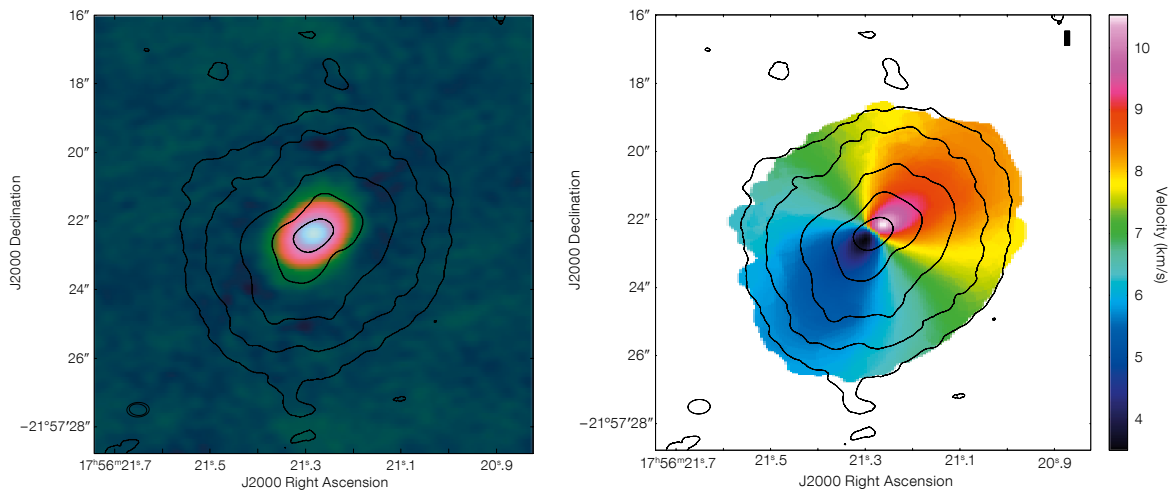 16″
18″
20″
22″
24″
26″
−21°57′28″
J2000 Declination
17ʰ56ᵐ21ˢ.7
21ˢ.5
21ˢ.3
21ˢ.1
20ˢ.9
J2000 Right Ascension
16″
18″
20″
22″
24″
26″
−21°57′28″
J2000 Declination
17ʰ56ᵐ21ˢ.7
21ˢ.5
21ˢ.3
21ˢ.1
20ˢ.9
J2000 Right Ascension
10
9
8
7
6
5
4
Velocity (km/s)